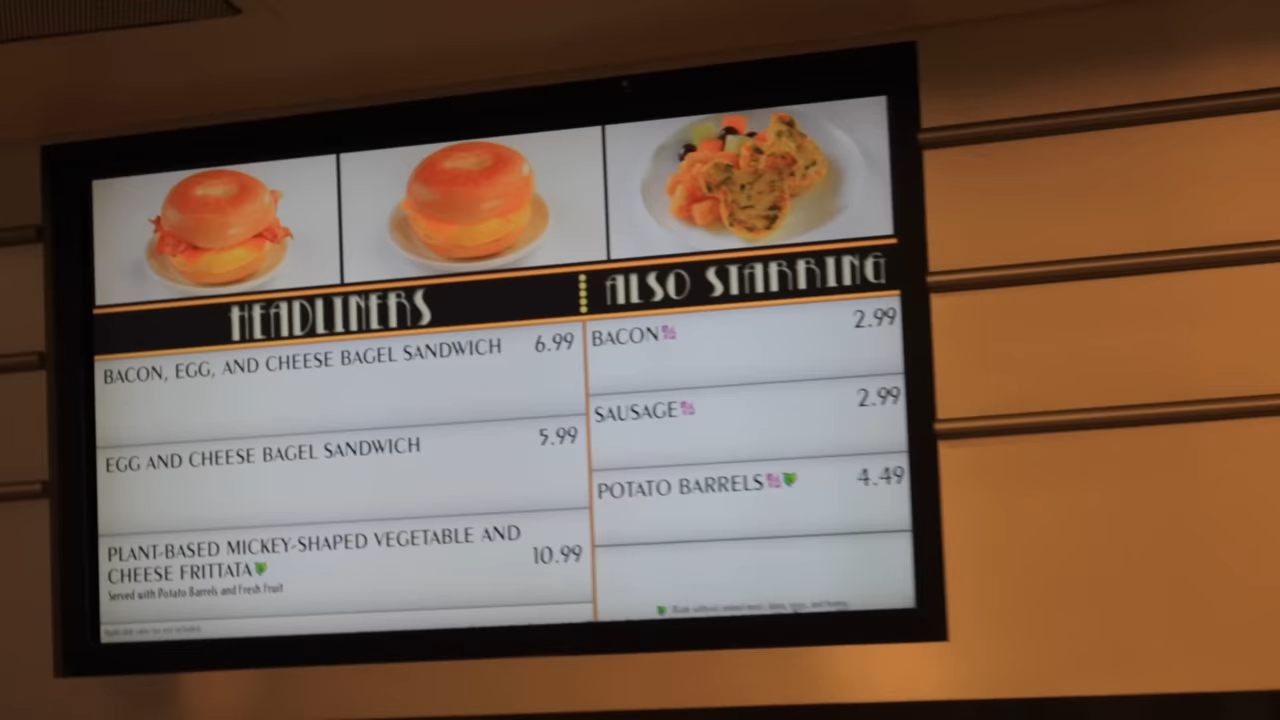 HEADLINERS
BACON, EGG, AND CHEESE BAGEL SANDWICH 6.99
EGG AND CHEESE BAGEL SANDWICH 5.99
PLANT-BASED MICKEY-SHAPED VEGETABLE AND
CHEESE FRITTATA 10.99
Served with Potato Barrels and Fresh Fruit
ALSO STARRING
BACON 2.99
SAUSAGE 2.99
POTATO BARRELS 4.49